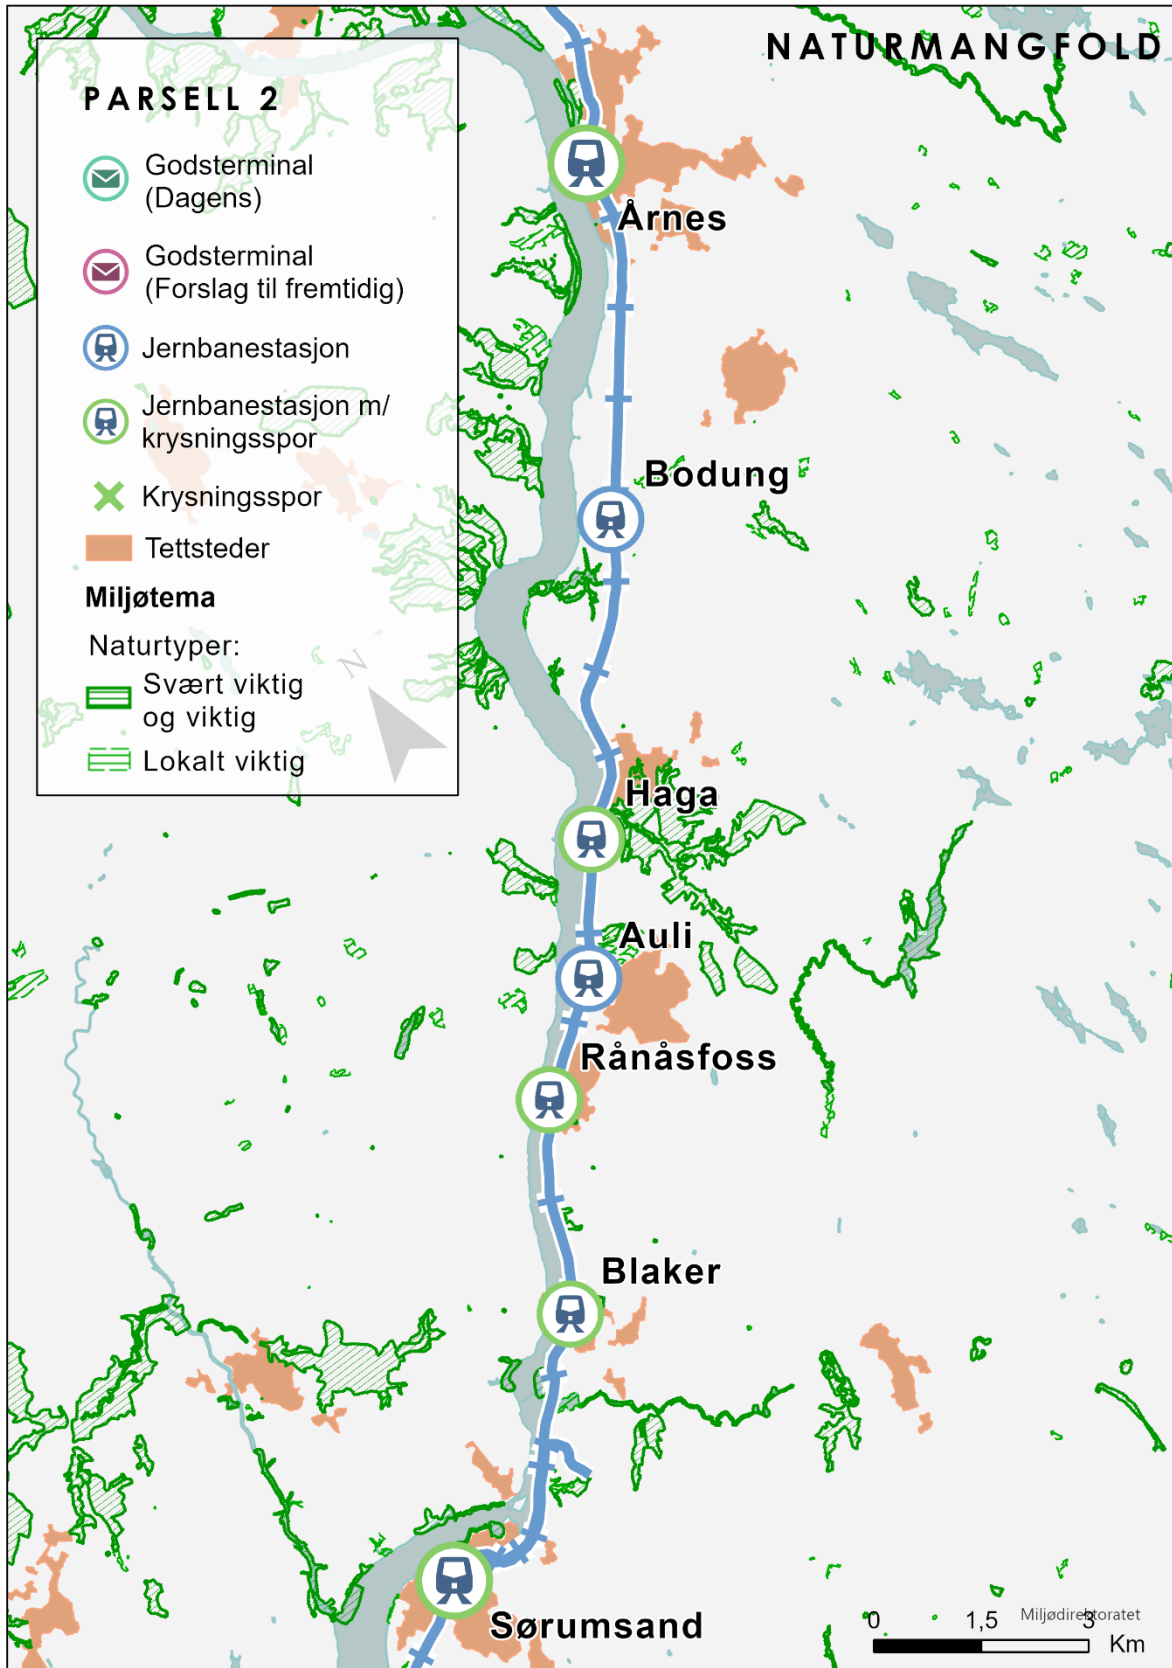 NATURMANGFOLD
PARSELL 2
Godsterminal
(Dagens)
Godsterminal
(Forslag til fremtidig)
Jernbanestasjon
Jernbanestasjon m/
krysningsspor
Krysningsspor
Tettsteder
Miljøtema
Naturtyper:
Svært viktig
og viktig
Lokalt viktig
N
Årnes
Bodung
Haga
Auli
Rånåsfoss
Blaker
Sørumsand
Miljødirektoratet
0 1,5 3
Km